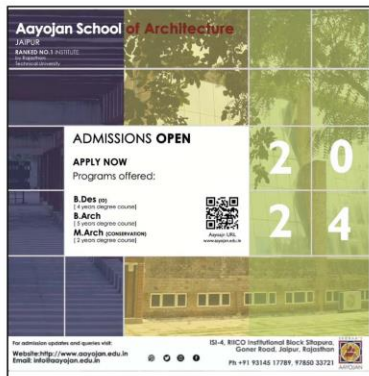 Aayojan School of Architecture
JAIPUR
RANKED NO.1 INSTITUTE
by Rajasthan
Technical University
ADMISSIONS OPEN
APPLY NOW
Programs offered:
B.Des (ID)
[ 4 years degree course]
B.Arch
[ 5 years degree course]
M.Arch (CONSERVATION)
[ 2 years degree course]
Aayojan URL
www.aayojan.edu.in
2 0
2 4
For admission updates and queries visit:
Website:http://www.aayojan.edu.in
Email: info@aayojan.edu.in
ISI-4, RIICO Institutional Block Sitapura,
Goner Road, Jaipur, Rajasthan
Ph +91 93145 17789, 97850 33721
AAYOJAN